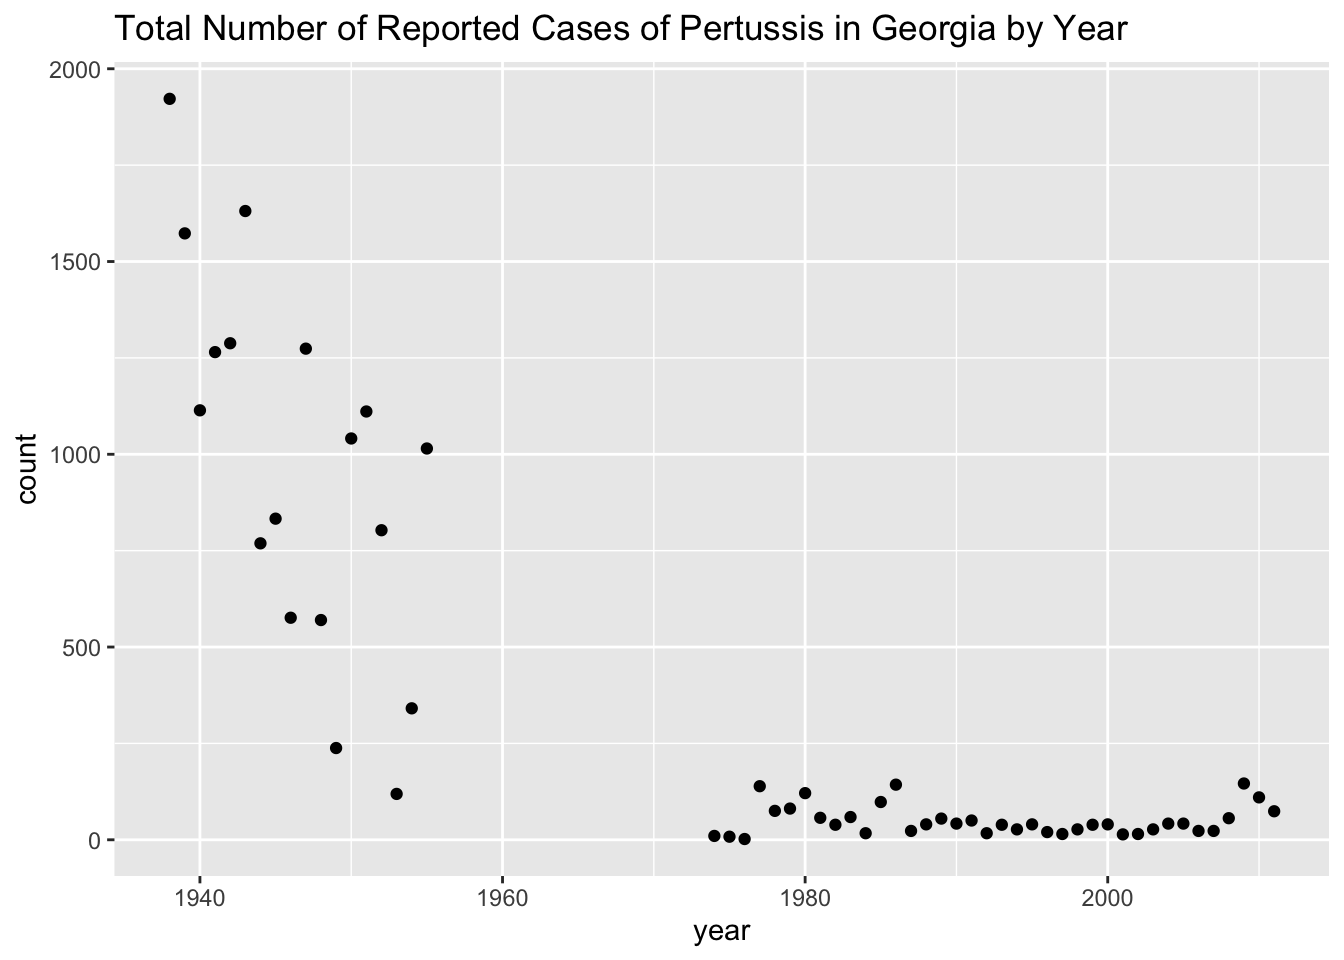 Total Number of Reported Cases of Pertussis in Georgia by Year
2000
1500
1000
500
0
count
1940 1960 1980 2000
year